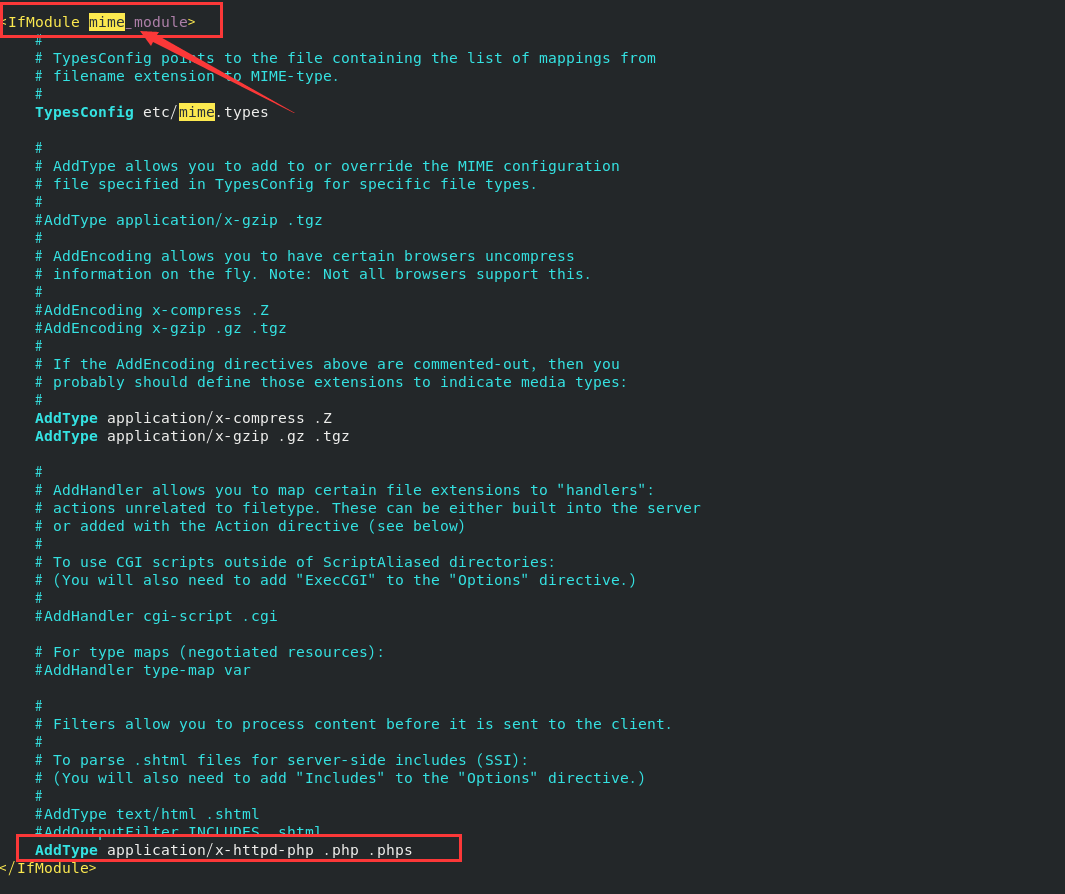 <IfModule mime_module>
#
# TypesConfig points to the file containing the list of mappings from
# filename extension to MIME-type.
#
TypesConfig etc/mime.types
#
# AddType allows you to add to or override the MIME configuration
# file specified in TypesConfig for specific file types.
#
#AddType application/x-gzip .tgz
#
# AddEncoding allows you to have certain browsers uncompress
# information on the fly. Note: Not all browsers support this.
#
#AddEncoding x-compress .Z
#AddEncoding x-gzip .gz .tgz
#
# If the AddEncoding directives above are commented-out, then you
# probably should define those extensions to indicate media types:
#
AddType application/x-compress .Z
AddType application/x-gzip .gz .tgz
#
# AddHandler allows you to map certain file extensions to "handlers":
# actions unrelated to filetype. These can be either built into the server
# or added with the Action directive (see below)
#
# To use CGI scripts outside of ScriptAliased directories:
# (You will also need to add "ExecCGI" to the "Options" directive.)
#
#AddHandler cgi-script .cgi
# For type maps (negotiated resources):
#AddHandler type-map var
#
# Filters allow you to process content before it is sent to the client.
#
# To parse .shtml files for server-side includes (SSI):
# (You will also need to add "Includes" to the "Options" directive.)
#
#AddType text/html .shtml
#AddOutputFilter INCLUDES .shtml
AddType application/x-httpd-php .php .phps
</IfModule>